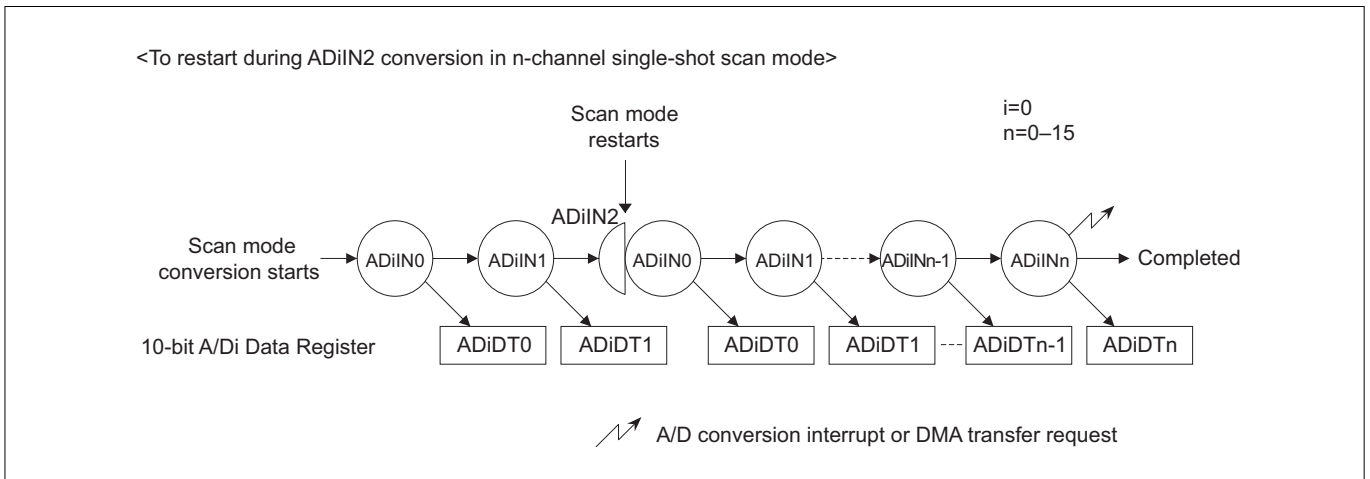 <To restart during ADiIN2 conversion in n-channel single-shot scan mode>
i=0
n=0–15
Scan mode
restarts
ADiIN2
Scan mode
conversion starts
ADiIN0
ADiIN1
ADiIN0
ADiIN1
ADiINn-1
ADiINn
Completed
10-bit A/Di Data Register
ADiDT0
ADiDT1
ADiDT0
ADiDT1
ADiDTn-1
ADiDTn
A/D conversion interrupt or DMA transfer request